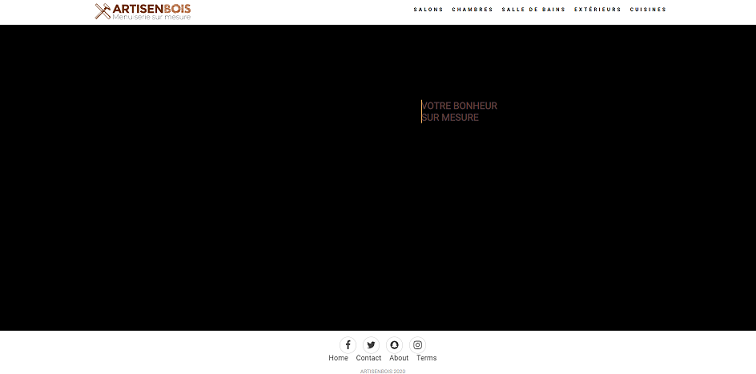 ARTISENBOIS
Menuiserie sur mesure
SALONS CHAMBRES SALLE DE BAINS EXTÉRIEURS CUISINES
VOTRE BONHEUR
SUR MESURE
Home Contact About Terms
ARTISENBOIS 2023